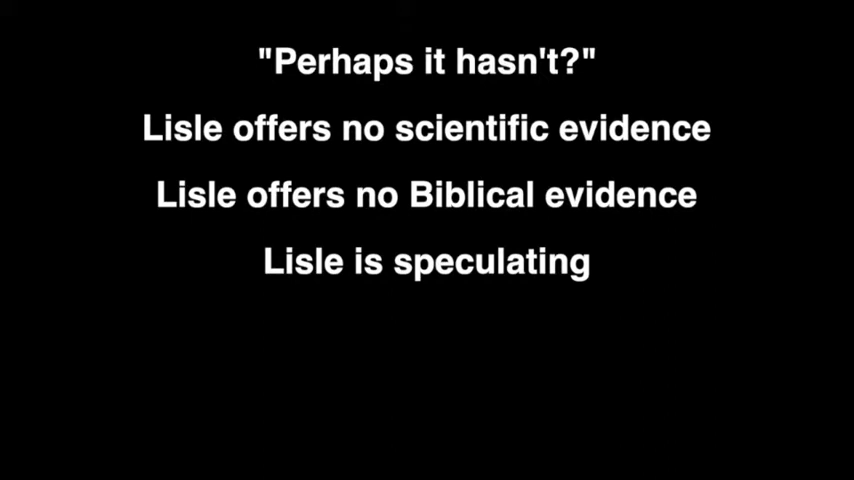 "Perhaps it hasn't?"
Lisle offers no scientific evidence
Lisle offers no Biblical evidence
Lisle is speculating